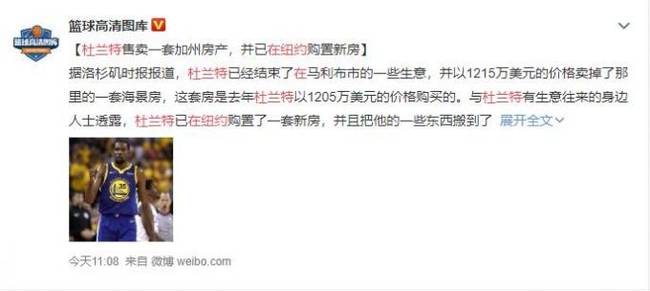 篮球高清图库
【杜兰特售卖一套加州房产，并已在纽约购置新房】
据洛杉矶时报报道，杜兰特已经结束了在马利布市的一些生意，并以1215万美元的价格卖掉了那
里的一套海景房，这套房是去年杜兰特以1205万美元的价格购买的。与杜兰特有生意往来的身边
人士透露，杜兰特已在纽约购置了一套新房，并且把他的一些东西搬到了 展开全文
今天11:08 来自 微博 weibo.com